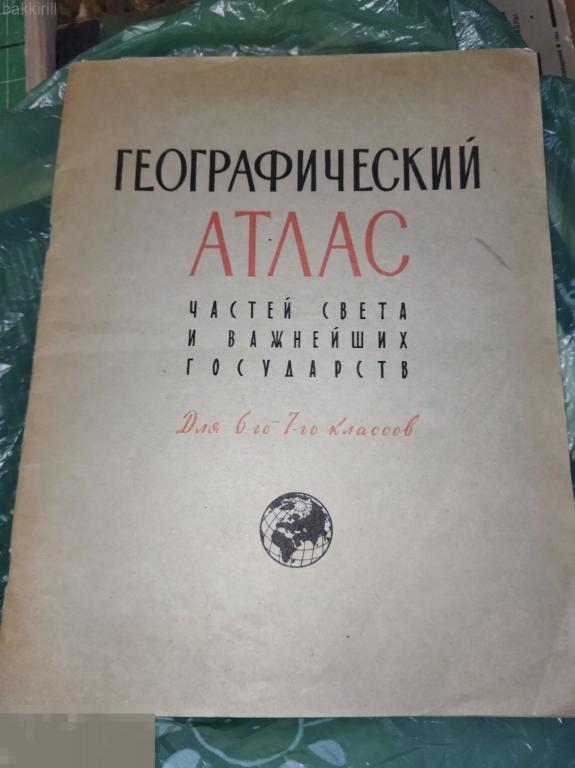 bakkirill
ГЕОГРАФИЧЕСКИЙ
АТЛАС
ЧАСТЕЙ СВЕТА
И ВАЖНЕЙШИХ
ГОСУДАРСТВ
Для 6-го-7-го классов